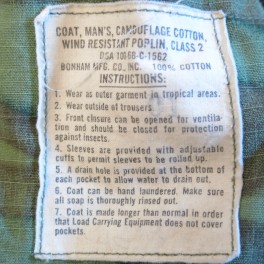 COAT, MAN'S, CAMOUFLAGE COTTON,
WIND RESISTANT POPLIN, CLASS 2
DSA 100-68-C-1562
BONHAM MFG. CO., INC. 100% COTTON
INSTRUCTIONS:
1. Wear as outer garment in tropical areas.
2. Wear outside of trousers
3. Front closure can be opened for ventila-
tion and should be closed for protection
against insects.
4. Sleeves are provided with adjustable
cuffs to permit sleeves to be rolled up.
5. A drain hole is provided at the bottom
of each pocket to allow water to drain out.
6. Coat can be hand laundered. Make sure
all soap is thoroughly rinsed out.
7. Coat is made longer than normal in order
that Load Carrying Equipment does not cover
pockets.